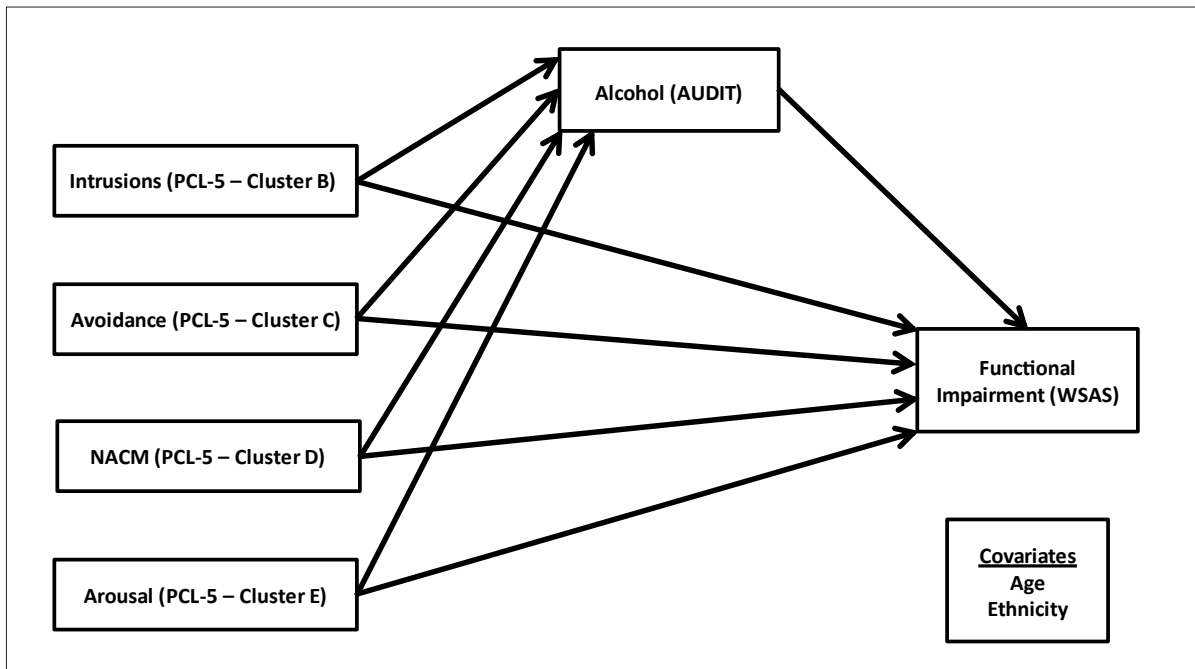 Alcohol (AUDIT)
Intrusions (PCL-5 – Cluster B)
Avoidance (PCL-5 – Cluster C)
Functional
Impairment (WSAS)
NACM (PCL-5 – Cluster D)
Arousal (PCL-5 – Cluster E)
Covariates
Age
Ethnicity